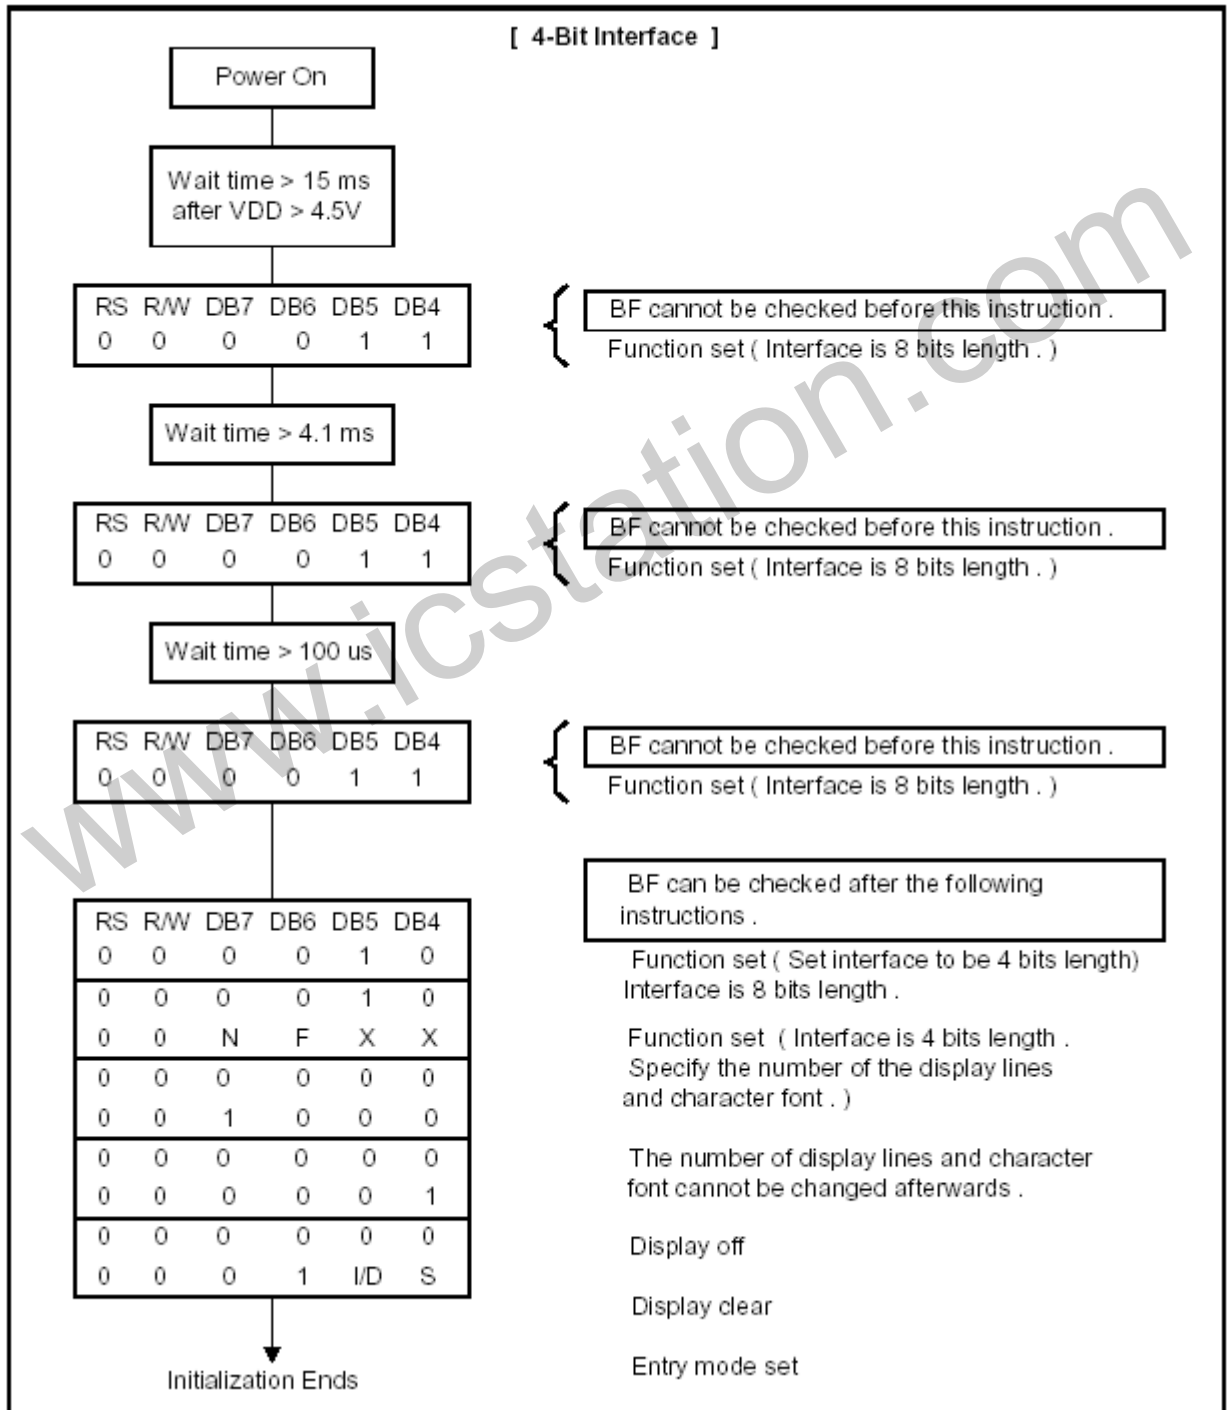 [ 4-Bit Interface ]
Power On
Wait time > 15 ms
after VDD > 4.5V
RS R/W DB7 DB6 DB5 DB4
0 0 0 0 1 1
BF cannot be checked before this instruction .
Function set ( Interface is 8 bits length . )
Wait time > 4.1 ms
RS R/W DB7 DB6 DB5 DB4
0 0 0 0 1 1
BF cannot be checked before this instruction .
Function set ( Interface is 8 bits length . )
Wait time > 100 us
RS R/W DB7 DB6 DB5 DB4
0 0 0 0 1 1
BF cannot be checked before this instruction .
Function set ( Interface is 8 bits length . )
RS R/W DB7 DB6 DB5 DB4
0 0 0 0 1 0
0 0 0 0 1 0
0 0 N F X X
0 0 0 0 0 0
0 0 1 0 0 0
0 0 0 0 0 0
0 0 0 0 0 1
0 0 0 0 0 0
0 0 0 1 I/D S
Initialization Ends
BF can be checked after the following
instructions .
Function set ( Set interface to be 4 bits length)
Interface is 8 bits length .
Function set ( Interface is 4 bits length .
Specify the number of the display lines
and character font . )
The number of display lines and character
font cannot be changed afterwards .
Display off
Display clear
Entry mode set
www.icstation.com